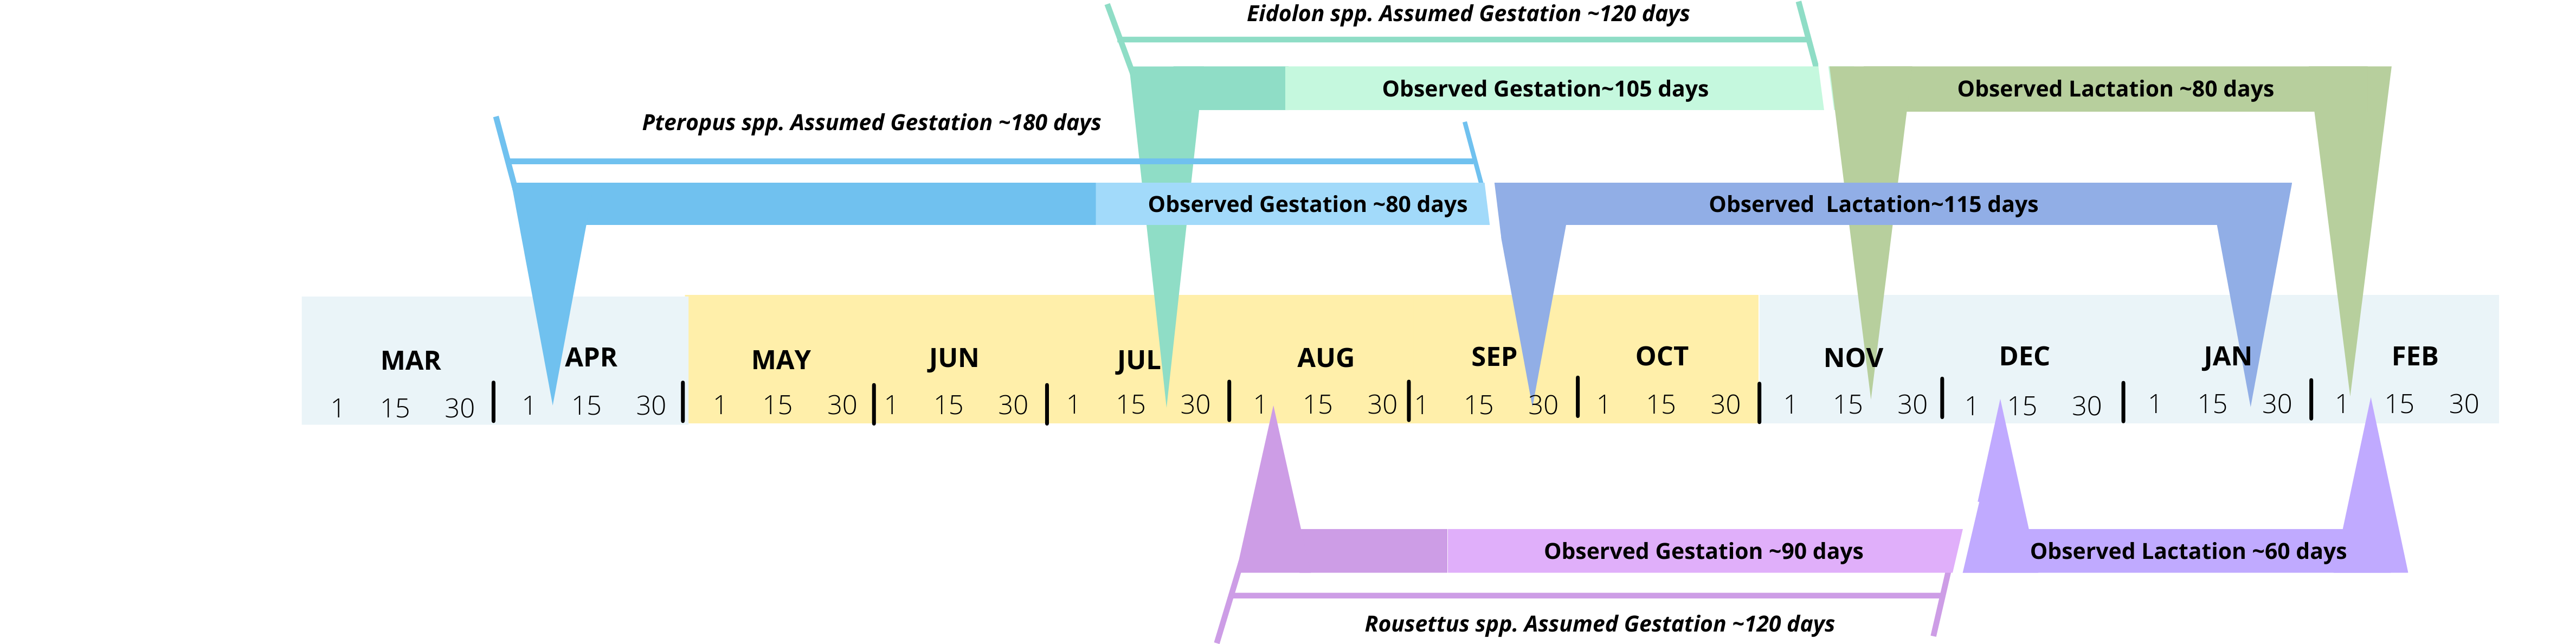 Eidolon spp. Assumed Gestation ~120 days
Observed Gestation~105 days
Observed Lactation ~80 days
Pteropus spp. Assumed Gestation ~180 days
Observed Gestation ~80 days
Observed Lactation~115 days
MAR APR MAY JUN JUL AUG SEP OCT NOV DEC JAN FEB
1 15 30 1 15 30 1 15 30 1 15 30 1 15 30 1 15 30 1 15 30 1 15 30 1 15 30 1 15 30 1 15 30 1 15 30
Observed Gestation ~90 days
Observed Lactation ~60 days
Rousettus spp. Assumed Gestation ~120 days